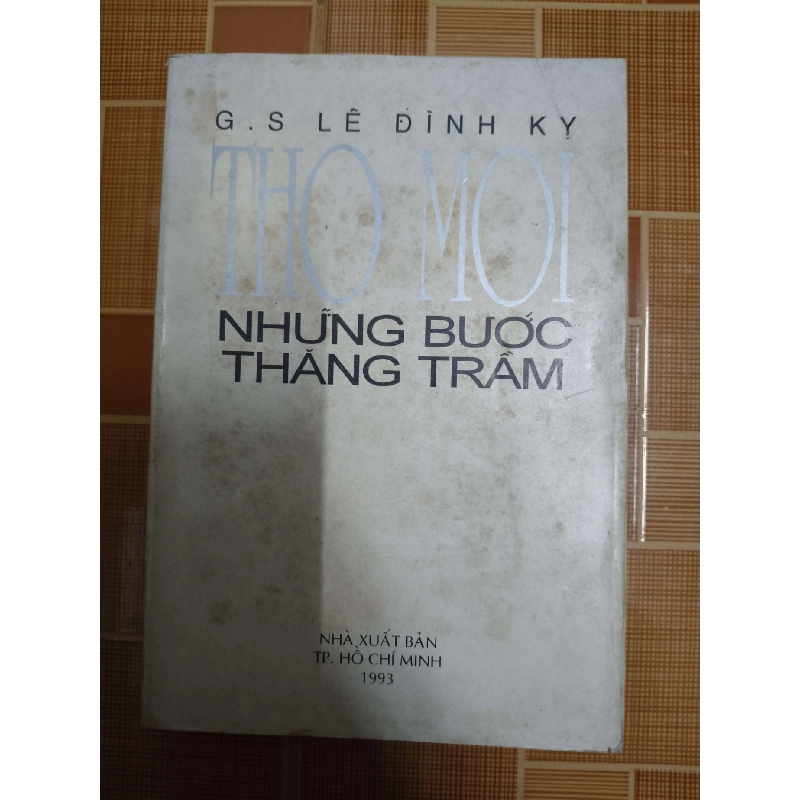 G.S LÊ ĐÌNH KỴ
THƠ MỚI
NHỮNG BƯỚC
THĂNG TRẦM
NHÀ XUẤT BẢN
TP. HỒ CHÍ MINH
1993